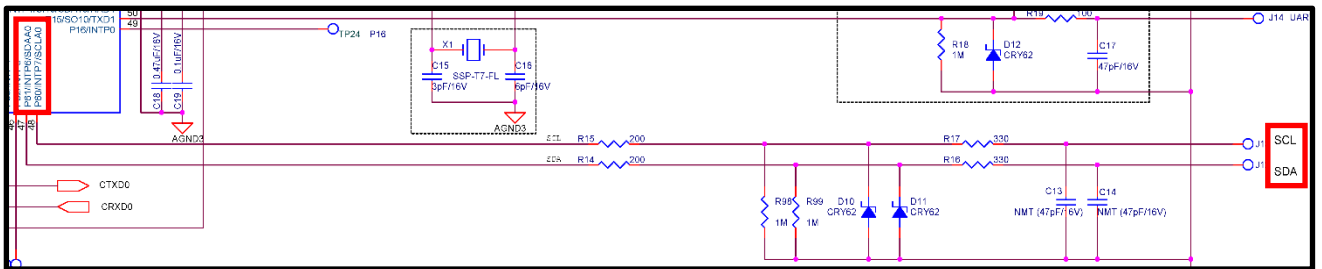 50
P15/SO10/TXD1
49
P16/INTP0
TP24 P16
P61/INTP6/SDAA0
P60/INTP7/SCLA0
46
47
48
0.47uF/16V
0.1uF/16V
C18
C19
AGND3
X1
SSP-T7-FL
C15
3pF/16V
C16
6pF/16V
AGND3
R19 100
J14 UAR
R18
1M
D12
CRY62
C17
47pF/16V
SCL R15 200 R17 330 J1 SCL
SDA R14 200 R16 330 J1 SDA
CTXD0
CRXD0
R98
1M
R99
1M
D10
CRY62
D11
CRY62
C13
NMT (47pF/16V)
C14
NMT (47pF/16V)